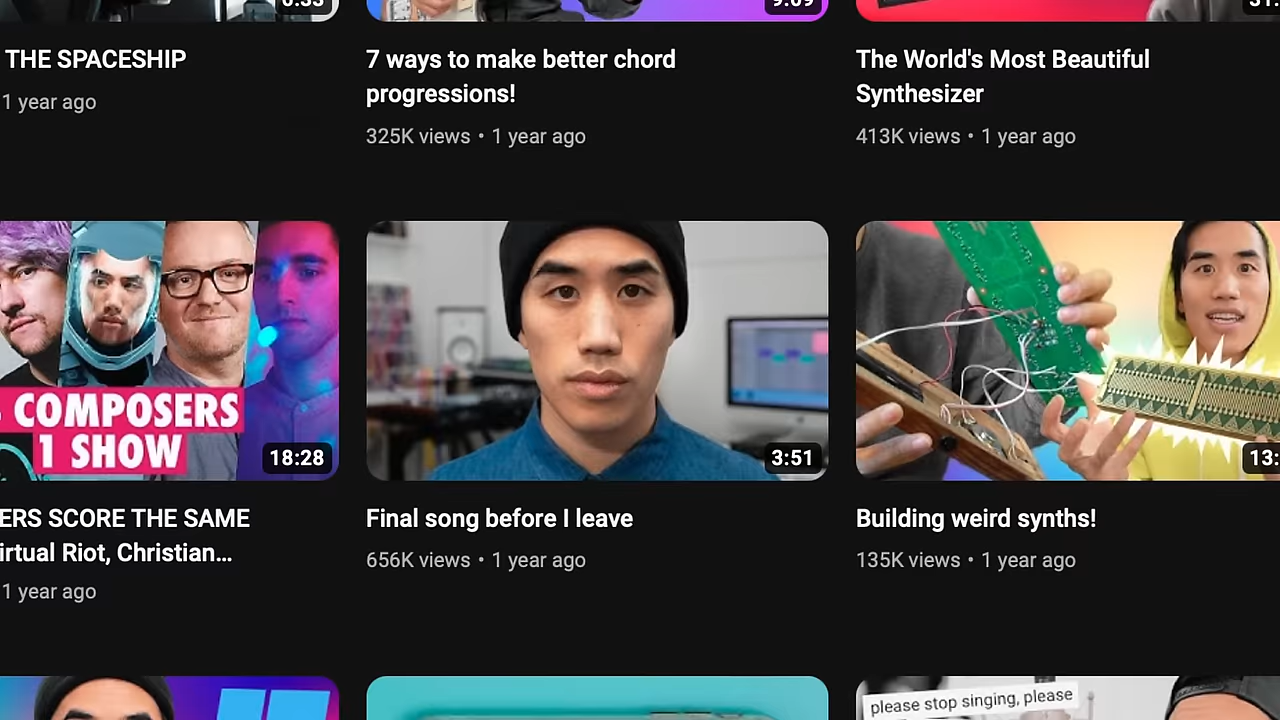 9:09
THE SPACESHIP
1 year ago
7 ways to make better chord
progressions!
325K views • 1 year ago
The World's Most Beautiful
Synthesizer
413K views • 1 year ago
COMPOSERS
1 SHOW
18:28
3:51
13:
ERS SCORE THE SAME
irtual Riot, Christian...
1 year ago
Final song before I leave
656K views • 1 year ago
Building weird synths!
135K views • 1 year ago
please stop singing, please